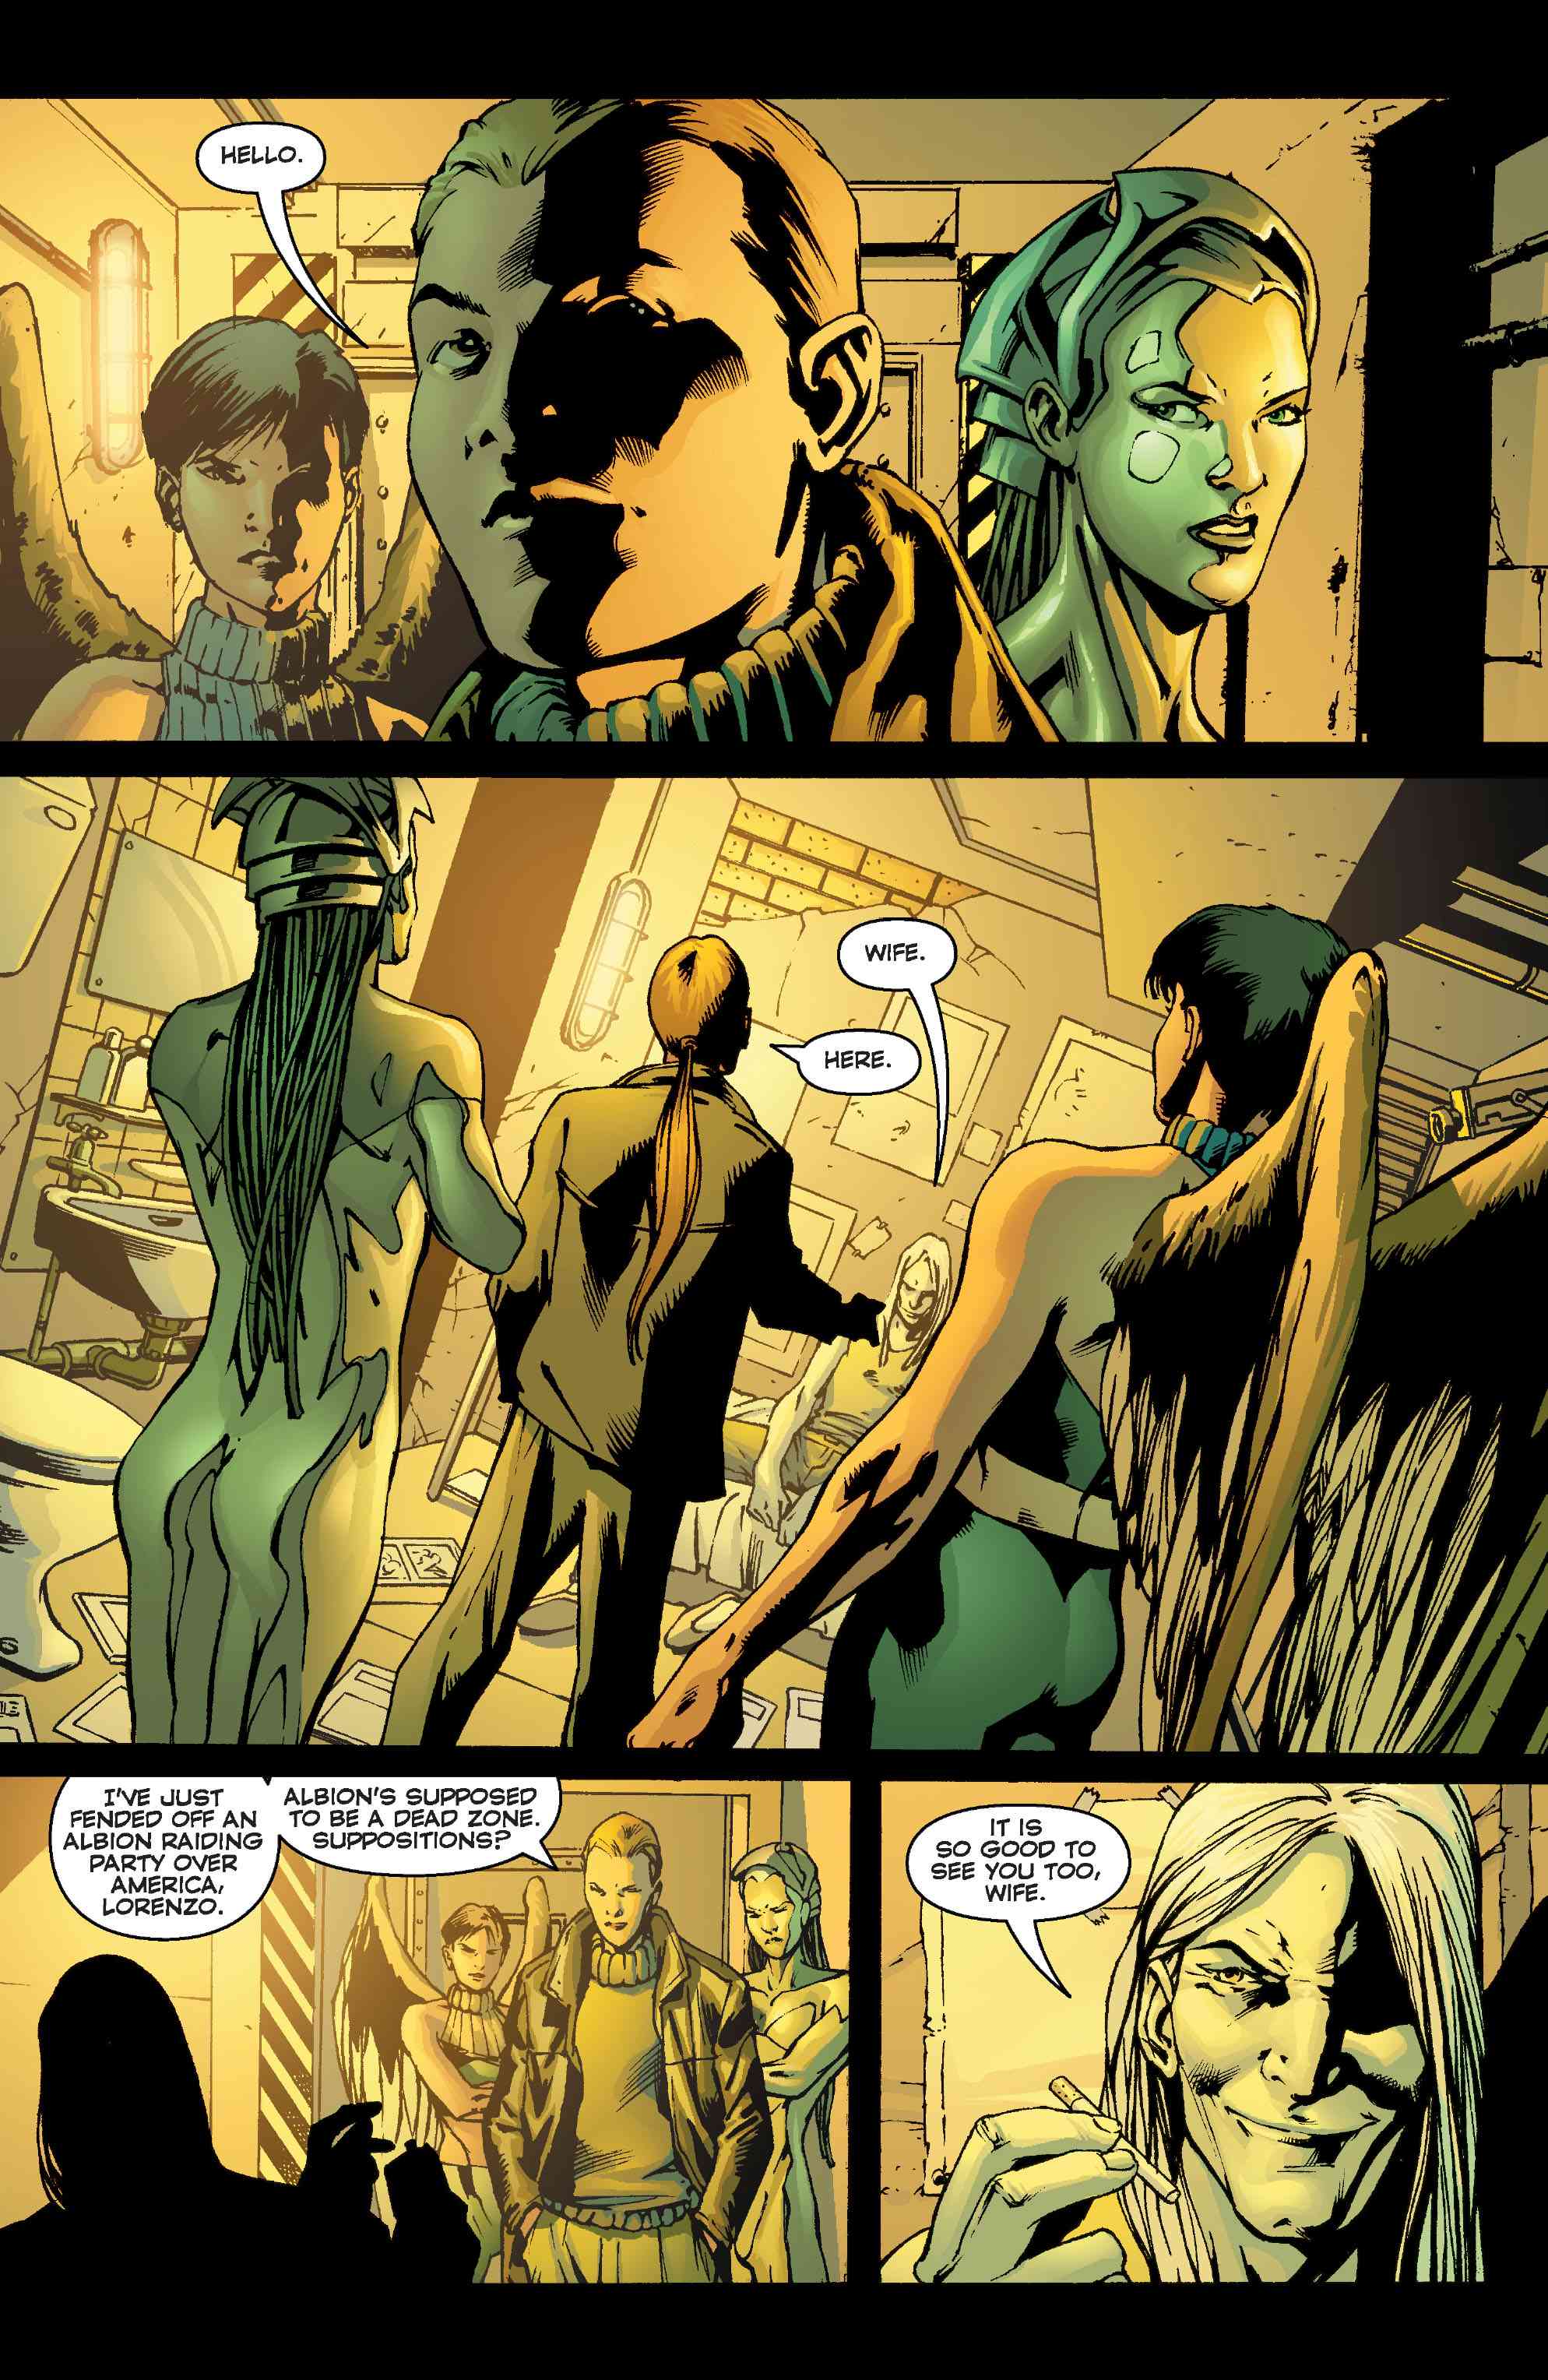 HELLO.
WIFE.
HERE.
I'VE JUST
FENDED OFF AN
ALBION RAIDING
PARTY OVER
AMERICA,
LORENZO.
ALBION'S SUPPOSED
TO BE A DEAD ZONE.
SUPPOSITIONS?
IT IS
SO GOOD TO
SEE YOU TOO,
WIFE.